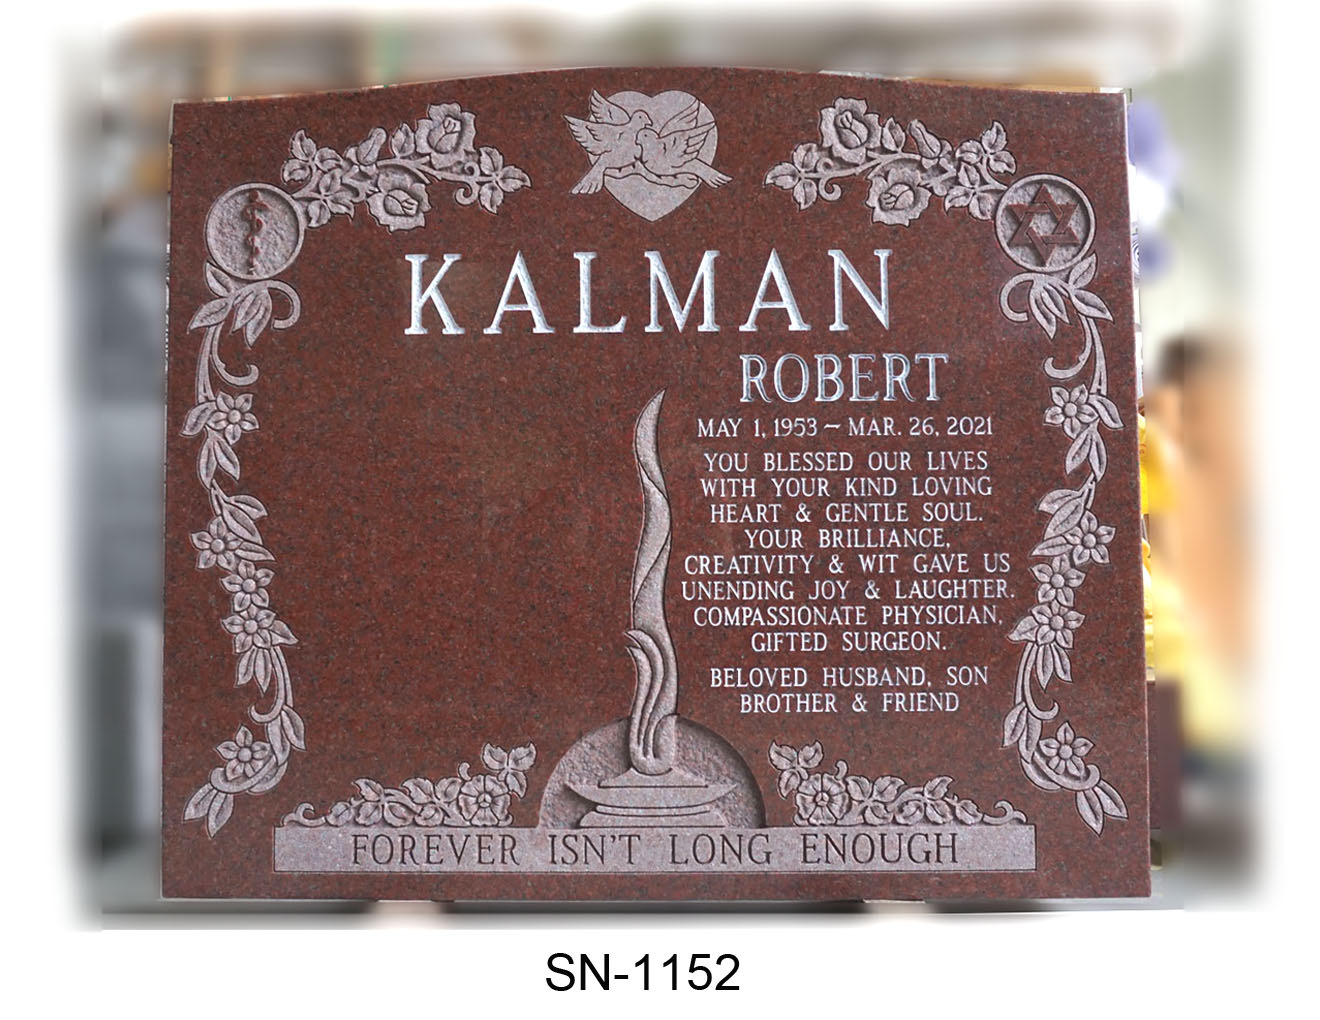 KALMAN
ROBERT
MAY 1, 1953 ~ MAR. 26, 2021
YOU BLESSED OUR LIVES
WITH YOUR KIND LOVING
HEART & GENTLE SOUL.
YOUR BRILLIANCE,
CREATIVITY & WIT GAVE US
UNENDING JOY & LAUGHTER.
COMPASSIONATE PHYSICIAN,
GIFTED SURGEON.
BELOVED HUSBAND, SON
BROTHER & FRIEND
FOREVER ISN'T LONG ENOUGH
SN-1152